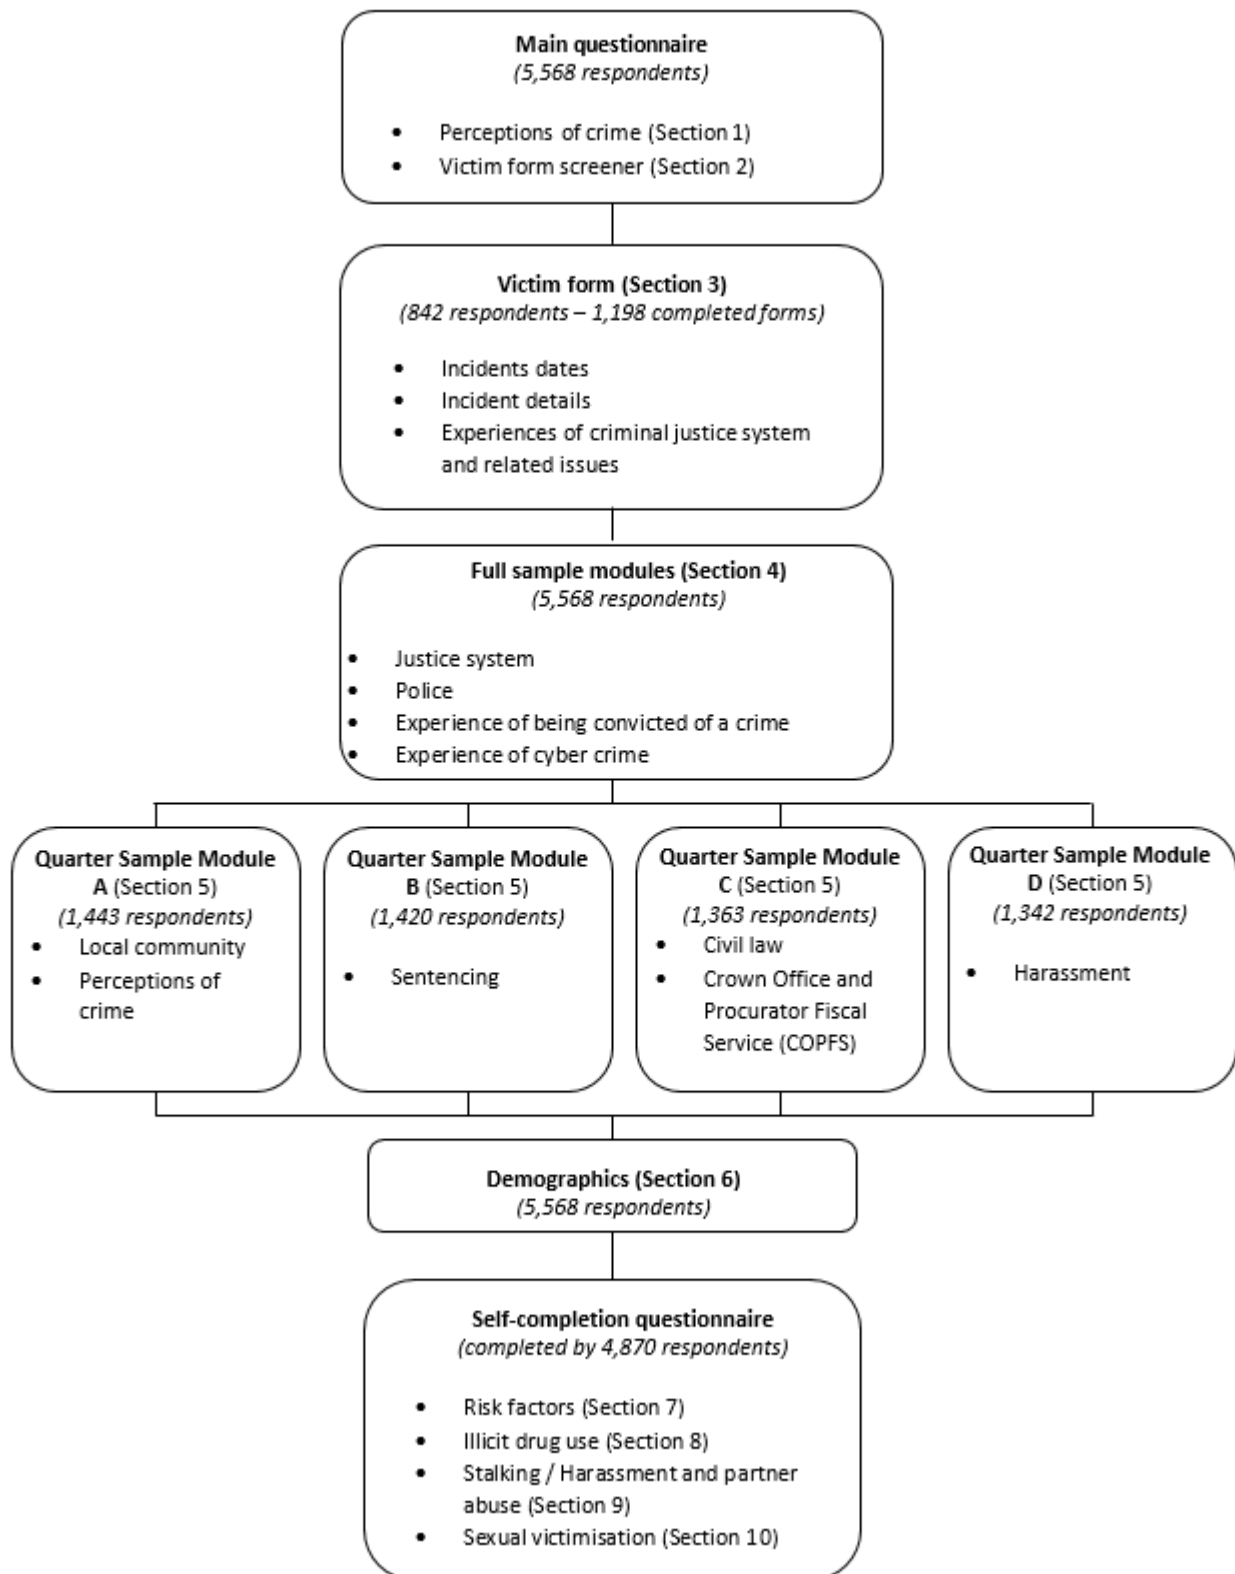 Main questionnaire
(5,568 respondents)
• Perceptions of crime (Section 1)
• Victim form screener (Section 2)
Victim form (Section 3)
(842 respondents – 1,198 completed forms)
• Incidents dates
• Incident details
• Experiences of criminal justice system
and related issues
Full sample modules (Section 4)
(5,568 respondents)
• Justice system
• Police
• Experience of being convicted of a crime
• Experience of cyber crime
Quarter Sample Module
A (Section 5)
(1,443 respondents)
• Local community
• Perceptions of
crime
Quarter Sample Module
B (Section 5)
(1,420 respondents)
• Sentencing
Quarter Sample Module
C (Section 5)
(1,363 respondents)
• Civil law
• Crown Office and
Procurator Fiscal
Service (COPFS)
Quarter Sample Module
D (Section 5)
(1,342 respondents)
• Harassment
Demographics (Section 6)
(5,568 respondents)
Self-completion questionnaire
(completed by 4,870 respondents)
• Risk factors (Section 7)
• Illicit drug use (Section 8)
• Stalking / Harassment and partner
abuse (Section 9)
• Sexual victimisation (Section 10)